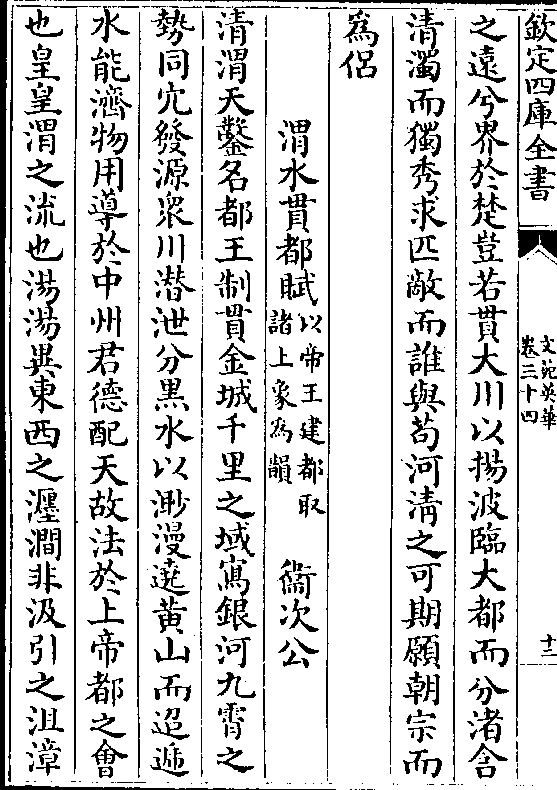 欽定四庫全書
文苑英華
卷三十四
十二
之遠兮界於楚豈若貫大川以揚波臨大都而分渚含
清濁而獨秀求匹敵而誰與苟河清之可期願朝宗而
為侣
渭水貫都賦以帝王建都取諸上象為韻 衞次公
清渭天鑿名都王制貫金城千里之域寫銀河九霄之
勢同宂發源衆川潜泄分黒水以渺漫遶黄山而迢遞
水能濟物用導於中州君德配天故法於上帝都之會
也皇皇渭之流也湯湯異東西之瀍澗非汲引之沮漳